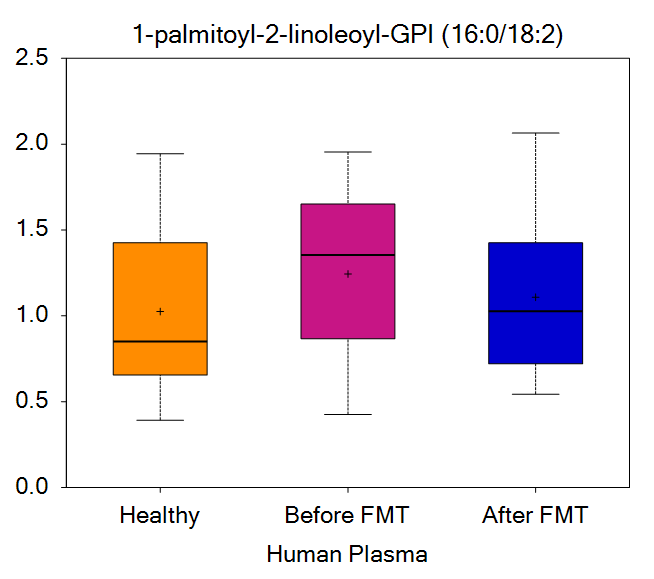 1-palmitoyl-2-linoleoyl-GPI (16:0/18:2)
2.5
2.0
1.5
1.0
0.5
0.0
Healthy Before FMT After FMT
Human Plasma